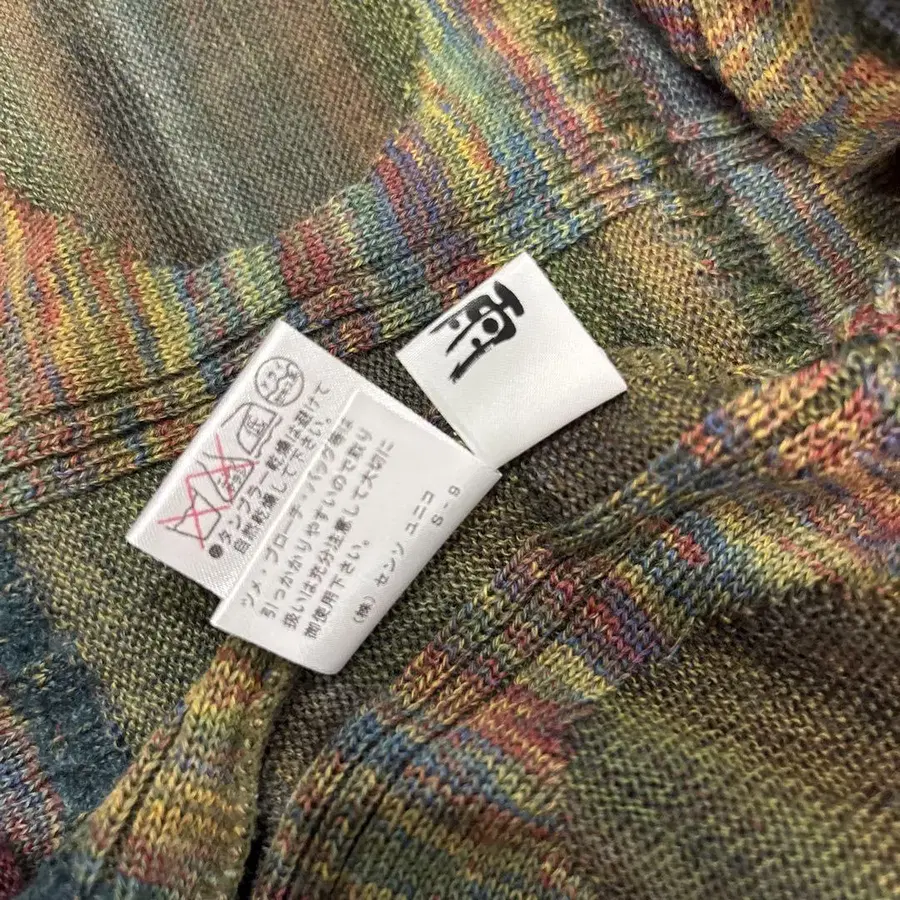 ●タンブラー乾燥は避けて
自然乾燥して下さい。
ツメ・ブローチ・バッグ等は
引っかかりやすいので取り
扱いは充分注意して大切に
御使用下さい。
(株) センソ ユニコ
S-9